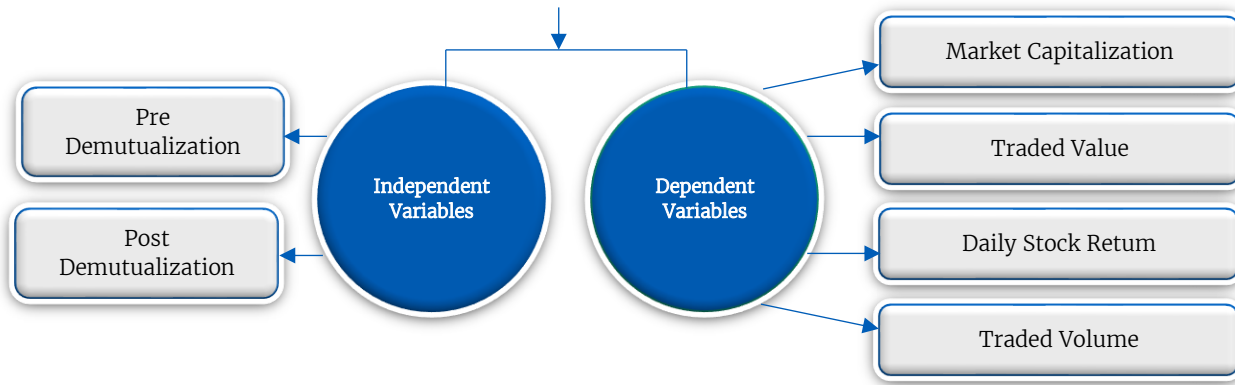 Pre
Demutualization
Post
Demutualization
Independent
Variables
Dependent
Variables
Market Capitalization
Traded Value
Daily Stock Retum
Traded Volume